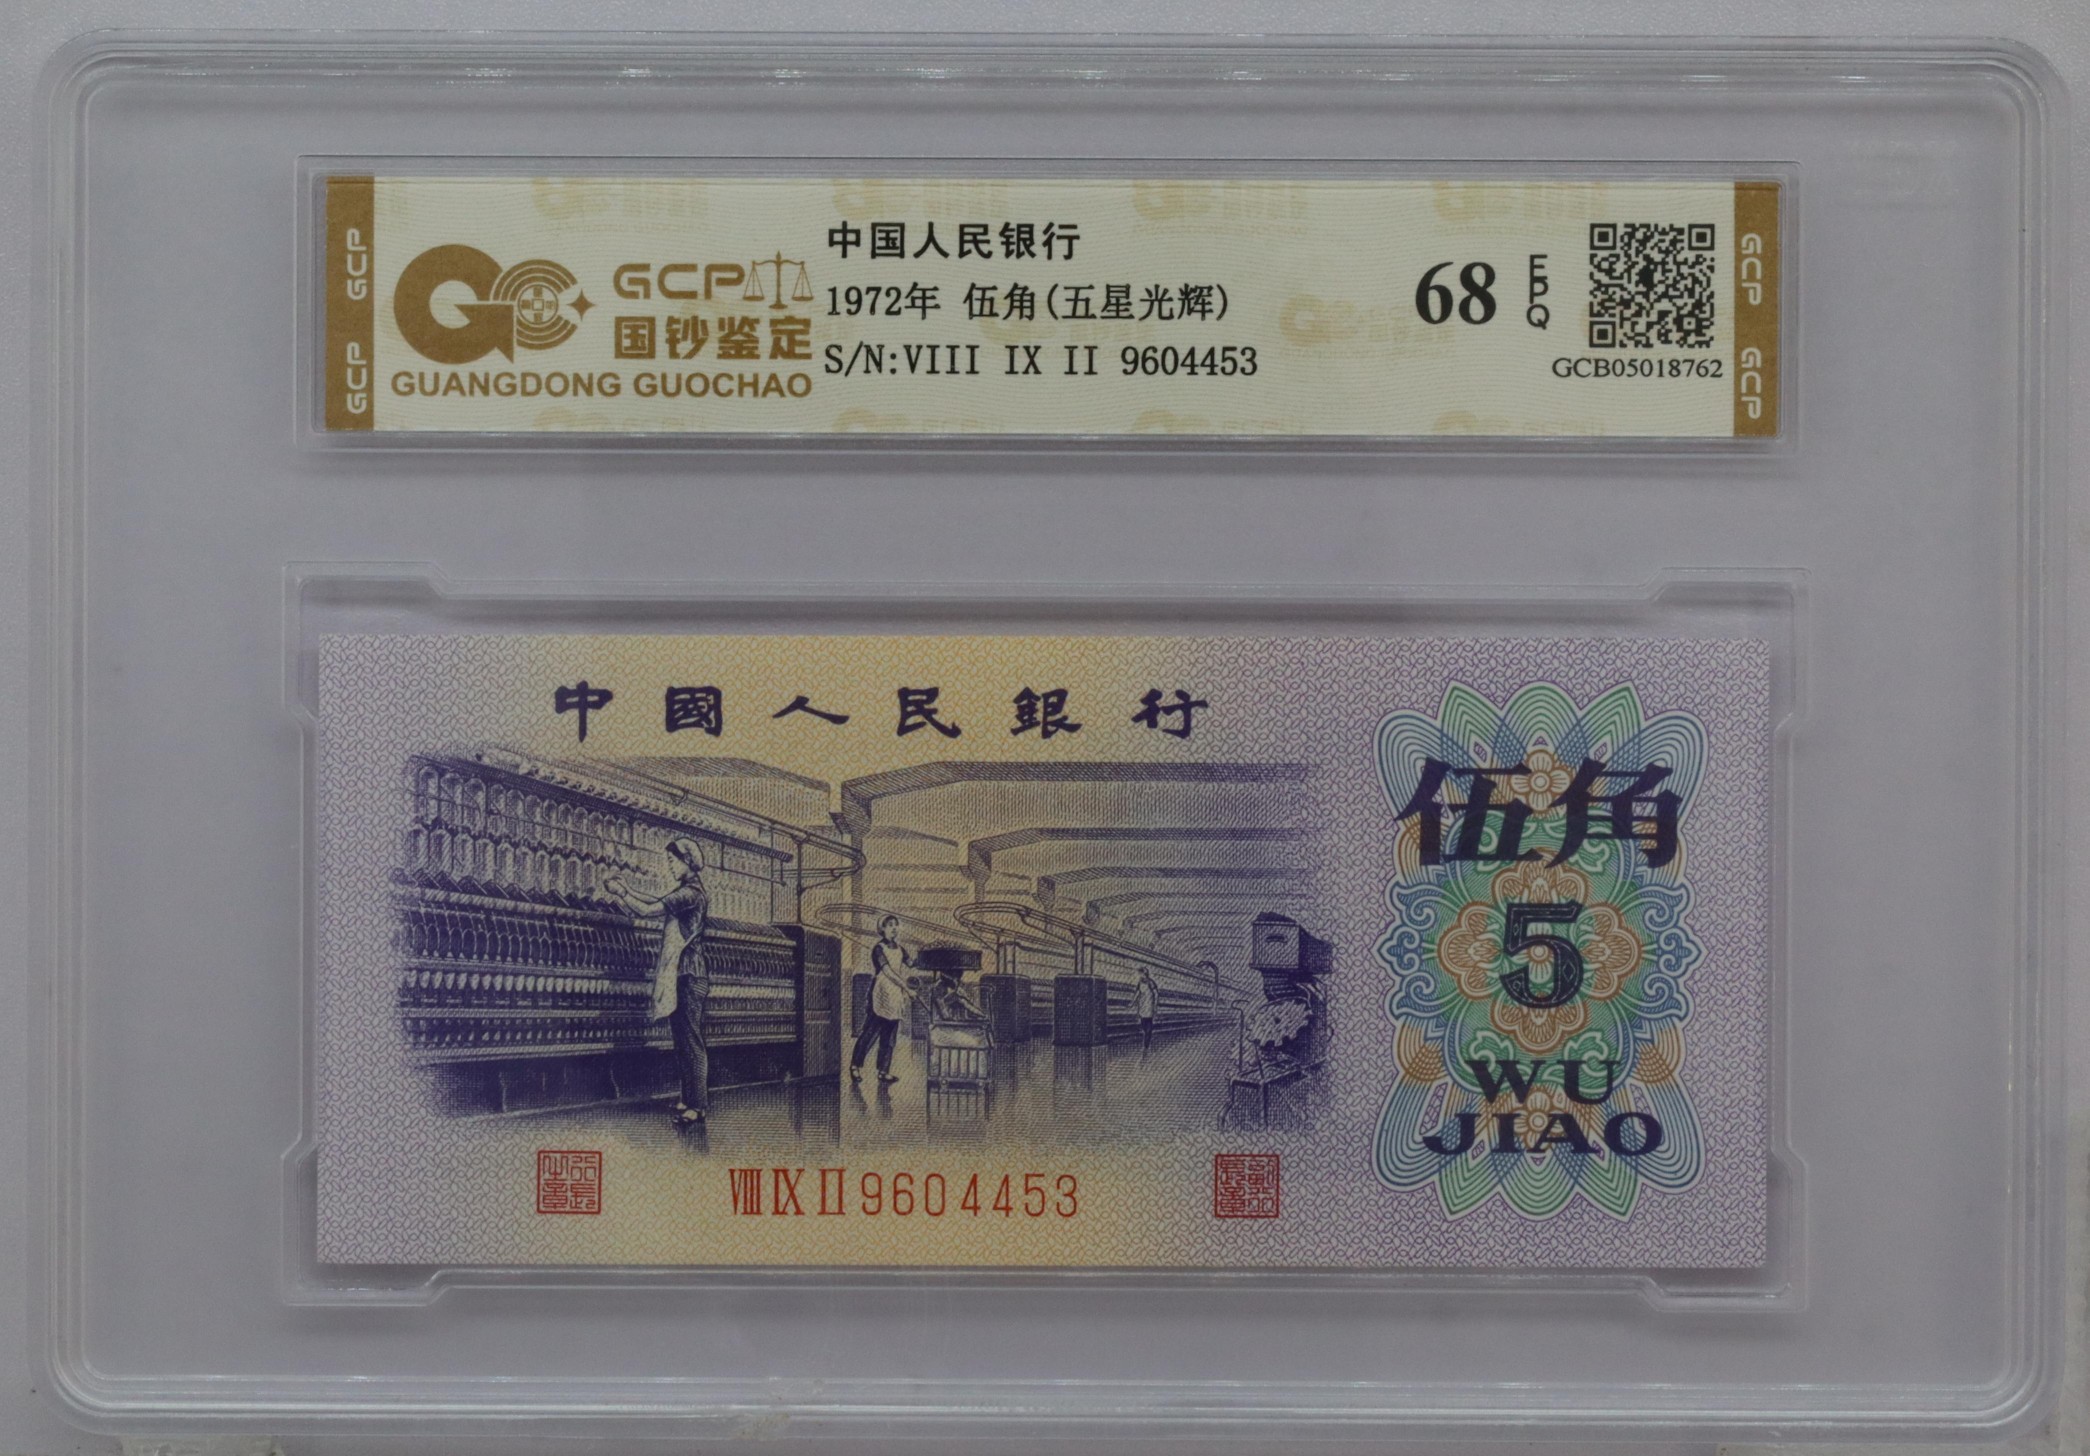 GCP GCP
GCP
国钞鉴定
GUANGDONG GUOCHAO
中国人民银行
1972年 伍角(五星光辉)
S/N:VIII IX II 9604453
68 EPQ
GCB05018762
GCP GCP
中國人民銀行
伍角
5
WU
JIAO
VIII IX II 9604453